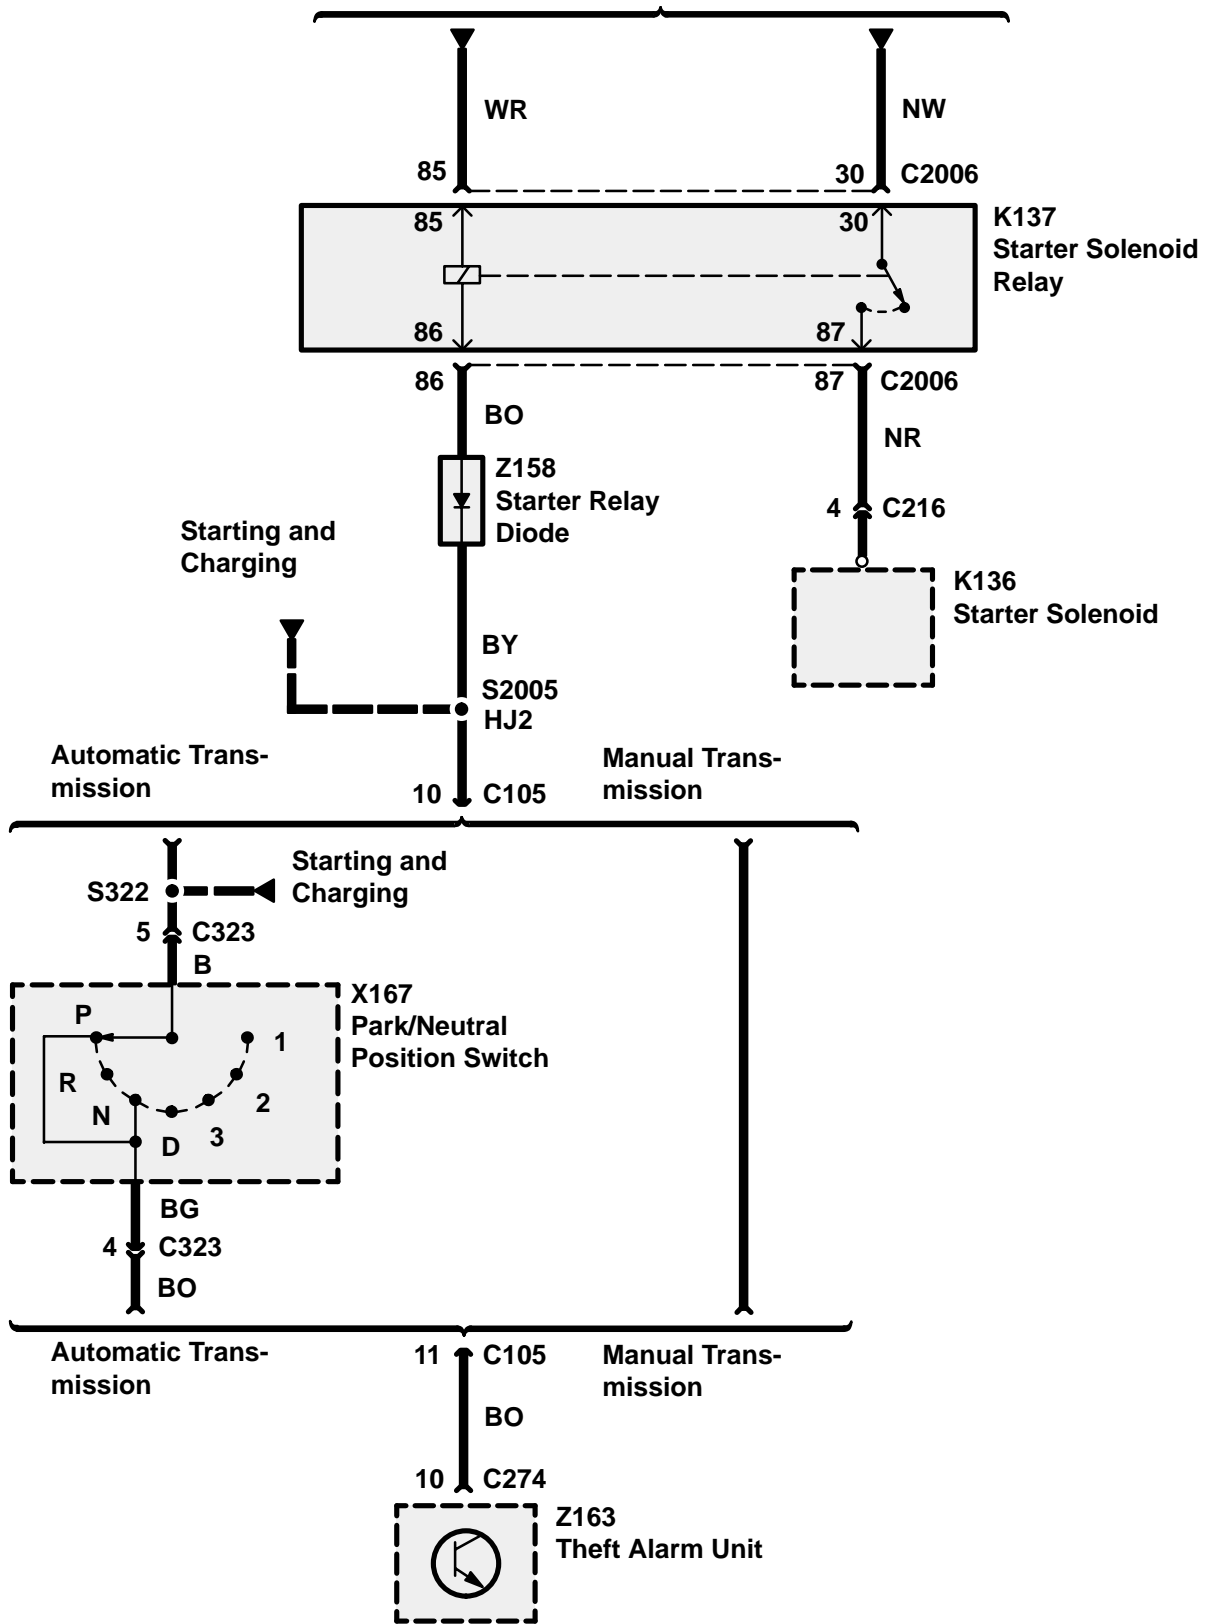 WR
NW
85
30
C2006
85
30
K137
Starter Solenoid
Relay
86
87
86
87
C2006
BO
NR
Z158
Starter Relay
Diode
4
C216
Starting and
Charging
K136
Starter Solenoid
BY
S2005
HJ2
Automatic Trans-
mission
Manual Trans-
mission
10
C105
Starting and
Charging
S322
5
C323
B
X167
Park/Neutral
Position Switch
P
1
R
2
N
3
D
BG
4
C323
BO
Automatic Trans-
mission
11
C105
Manual Trans-
mission
BO
10
C274
Z163
Theft Alarm Unit